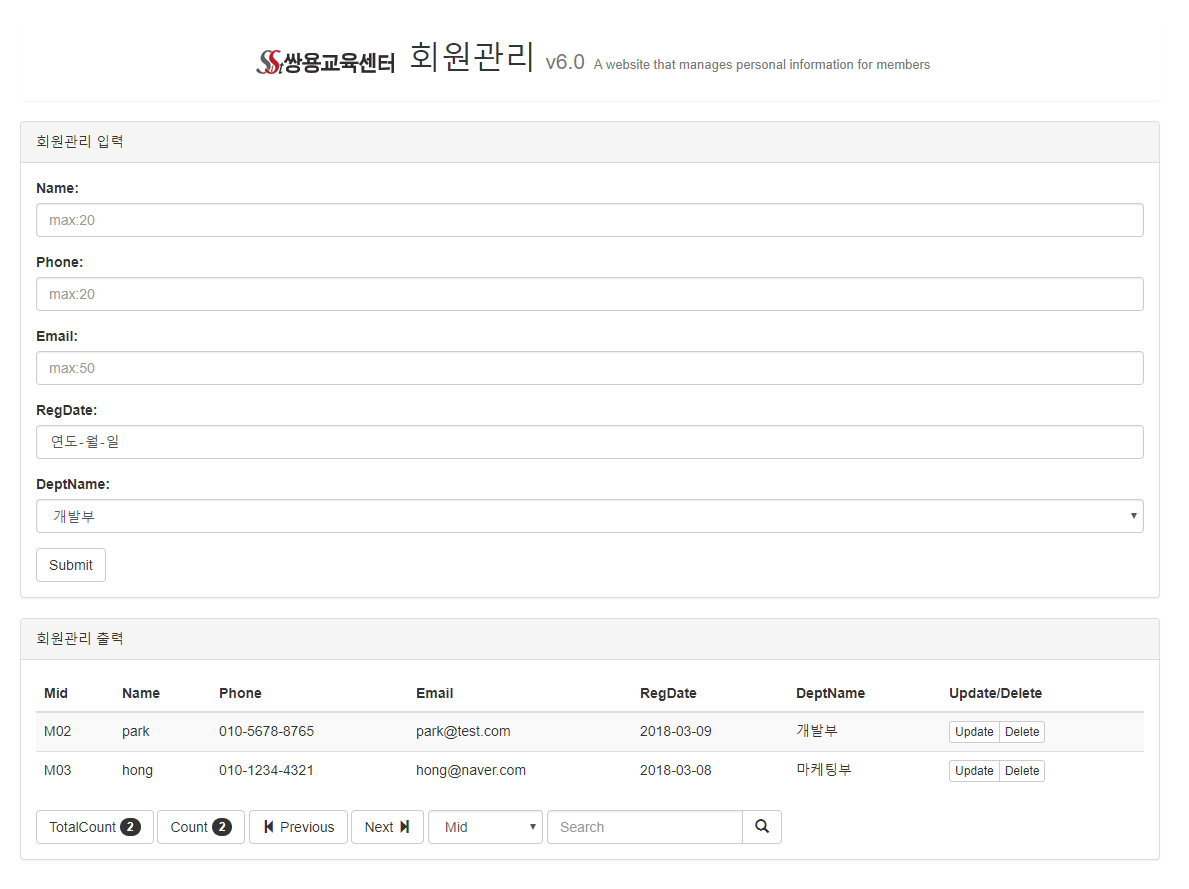 SSt쌍용교육센터 회원관리 v6.0 A website that manages personal information for members
회원관리 입력
Name:
max:20
Phone:
max:20
Email:
max:50
RegDate:
연도-월-일
DeptName:
개발부
Submit
회원관리 출력
Mid Name Phone Email RegDate DeptName Update/Delete
M02 park 010-5678-8765 park@test.com 2018-03-09 개발부 Update Delete
M03 hong 010-1234-4321 hong@naver.com 2018-03-08 마케팅부 Update Delete
TotalCount 2 Count 2 Previous Next Mid Search